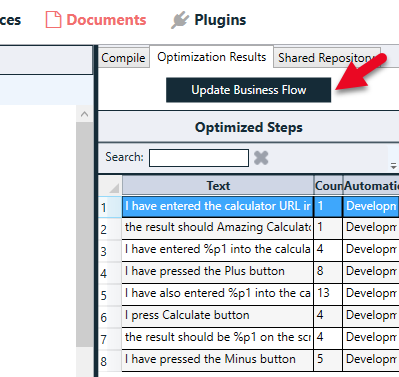 ces Documents Plugins
Compile Optimization Results Shared Repository
Update Business Flow
Optimized Steps
Search:
Text Coun Automatic
1 I have entered the calculator URL in 1 Developm
2 the result should Amazing Calculato 1 Developm
3 I have entered %p1 into the calcula 4 Developm
4 I have pressed the Plus button 8 Developm
5 I have also entered %p1 into the ca 13 Developm
6 I press Calculate button 4 Developm
7 the result should be %p1 on the scr 4 Developm
8 I have pressed the Minus button 5 Developm